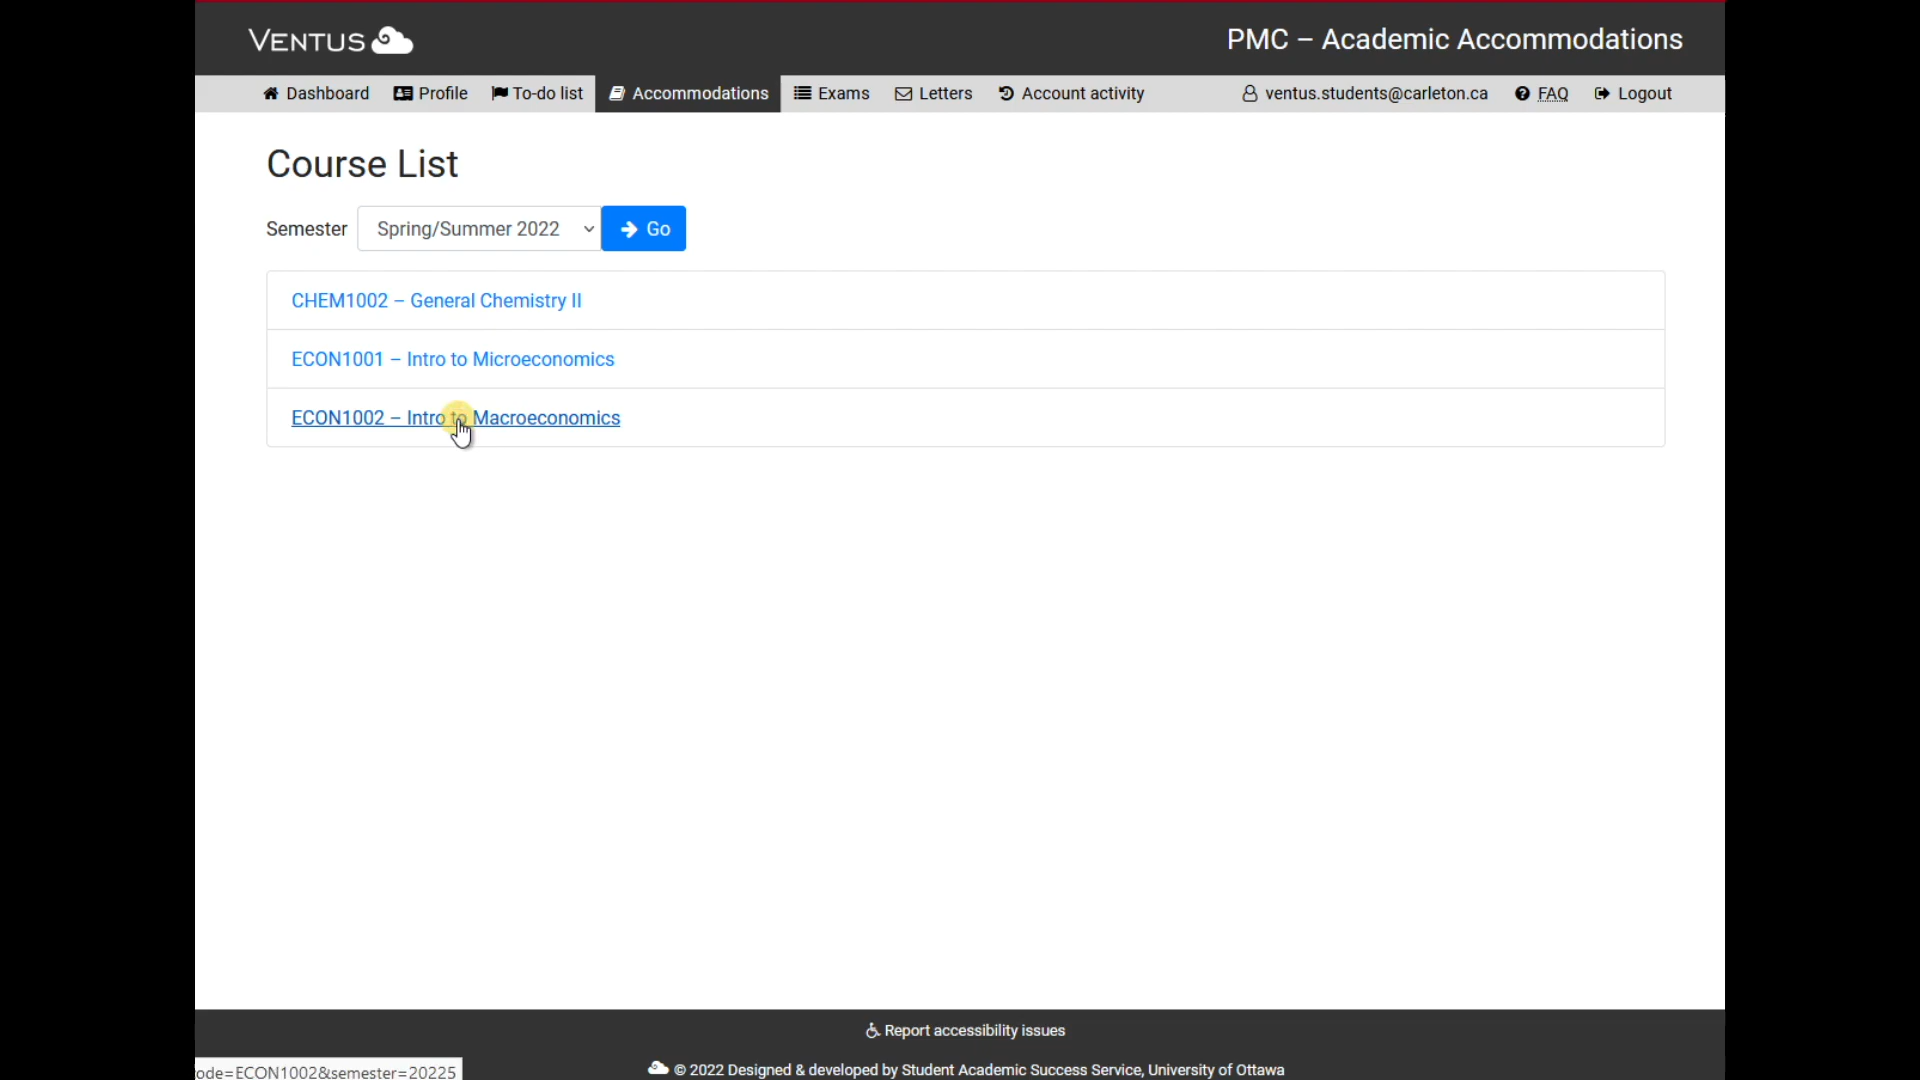 VENTUS
PMC – Academic Accommodations
Dashboard Profile To-do list Accommodations Exams Letters Account activity ventus.students@carleton.ca FAQ Logout
Course List
Semester Spring/Summer 2022 Go
CHEM1002 – General Chemistry II
ECON1001 – Intro to Microeconomics
ECON1002 – Intro to Macroeconomics
Report accessibility issues
ode=ECON1002&semester=20225
© 2022 Designed & developed by Student Academic Success Service, University of Ottawa